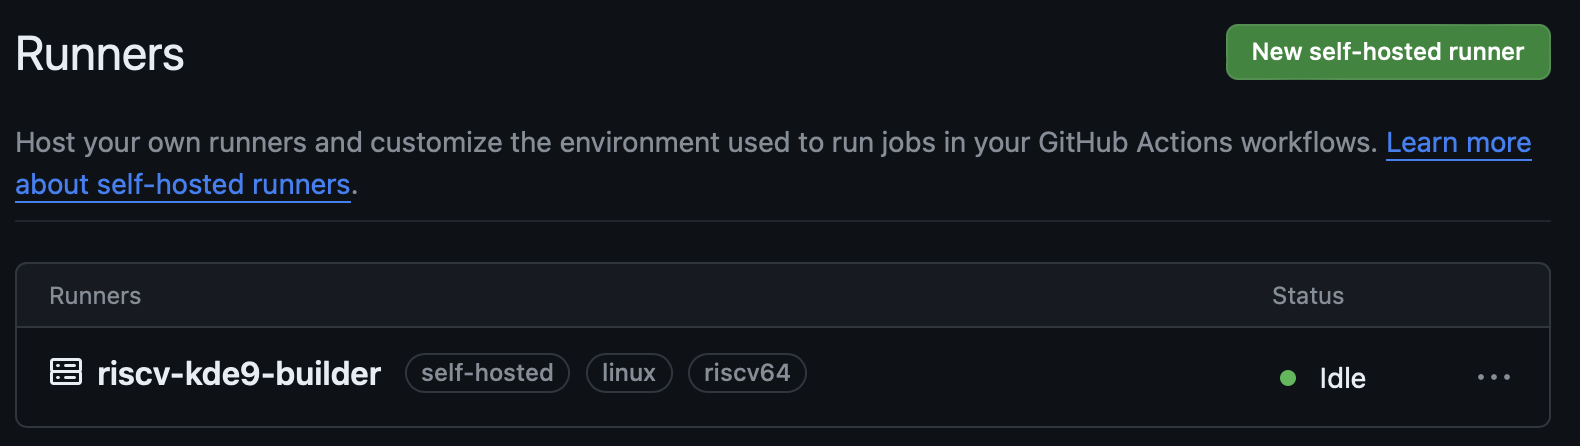 Runners
New self-hosted runner
Host your own runners and customize the environment used to run jobs in your GitHub Actions workflows. Learn more
about self-hosted runners.
Runners
Status
riscv-kde9-builder self-hosted linux riscv64
Idle